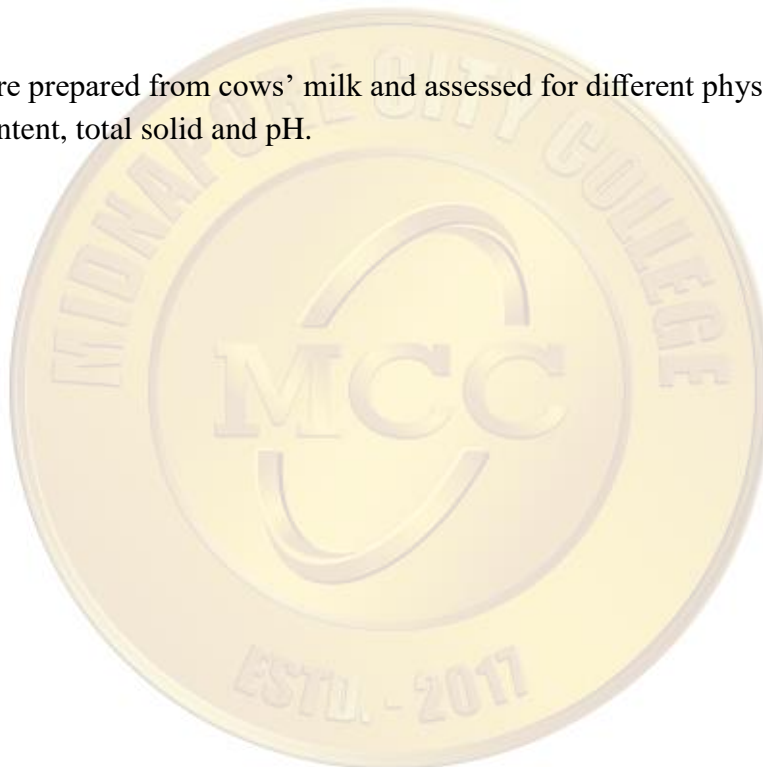 re prepared from cows’ milk and assessed for different phys
ntent, total solid and pH.
MIDNAPORE CITY COLLEGE
MCC
ESTD. - 2017